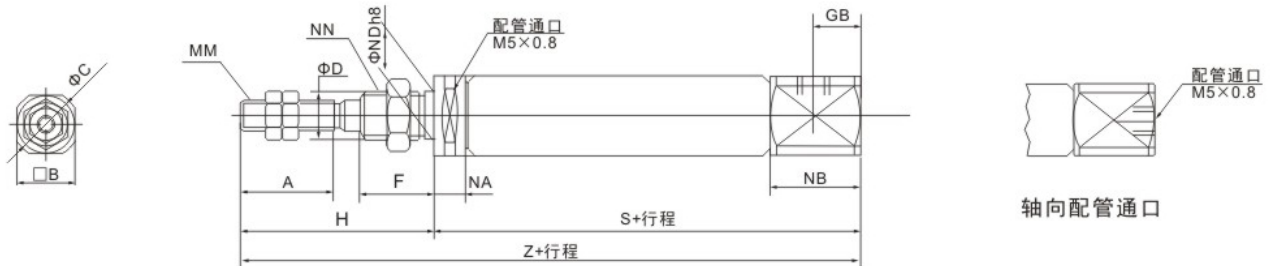 ΦC
□B
MM
NN
ΦD
ΦNDh8
配管通口
M5×0.8
GB
A
F
NA
NB
H
S+行程
Z+行程
配管通口
M5×0.8
轴向配管通口